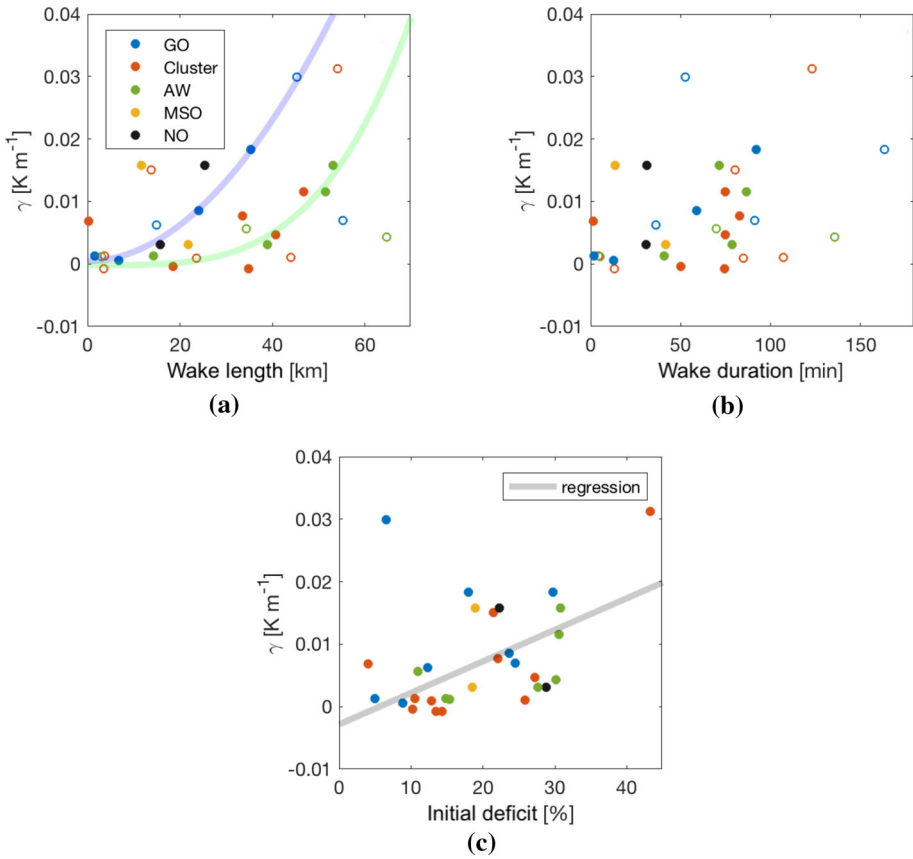 0.04
0.03
0.02
0.01
0
-0.01
γ [K m⁻¹]
GO
Cluster
AW
MSO
NO
0 20 40 60
Wake length [km]
(a)
0.04
0.03
0.02
0.01
0
-0.01
γ [K m⁻¹]
0 50 100 150
Wake duration [min]
(b)
0.04
0.03
0.02
0.01
0
-0.01
γ [K m⁻¹]
regression
0 10 20 30 40
Initial deficit [%]
(c)